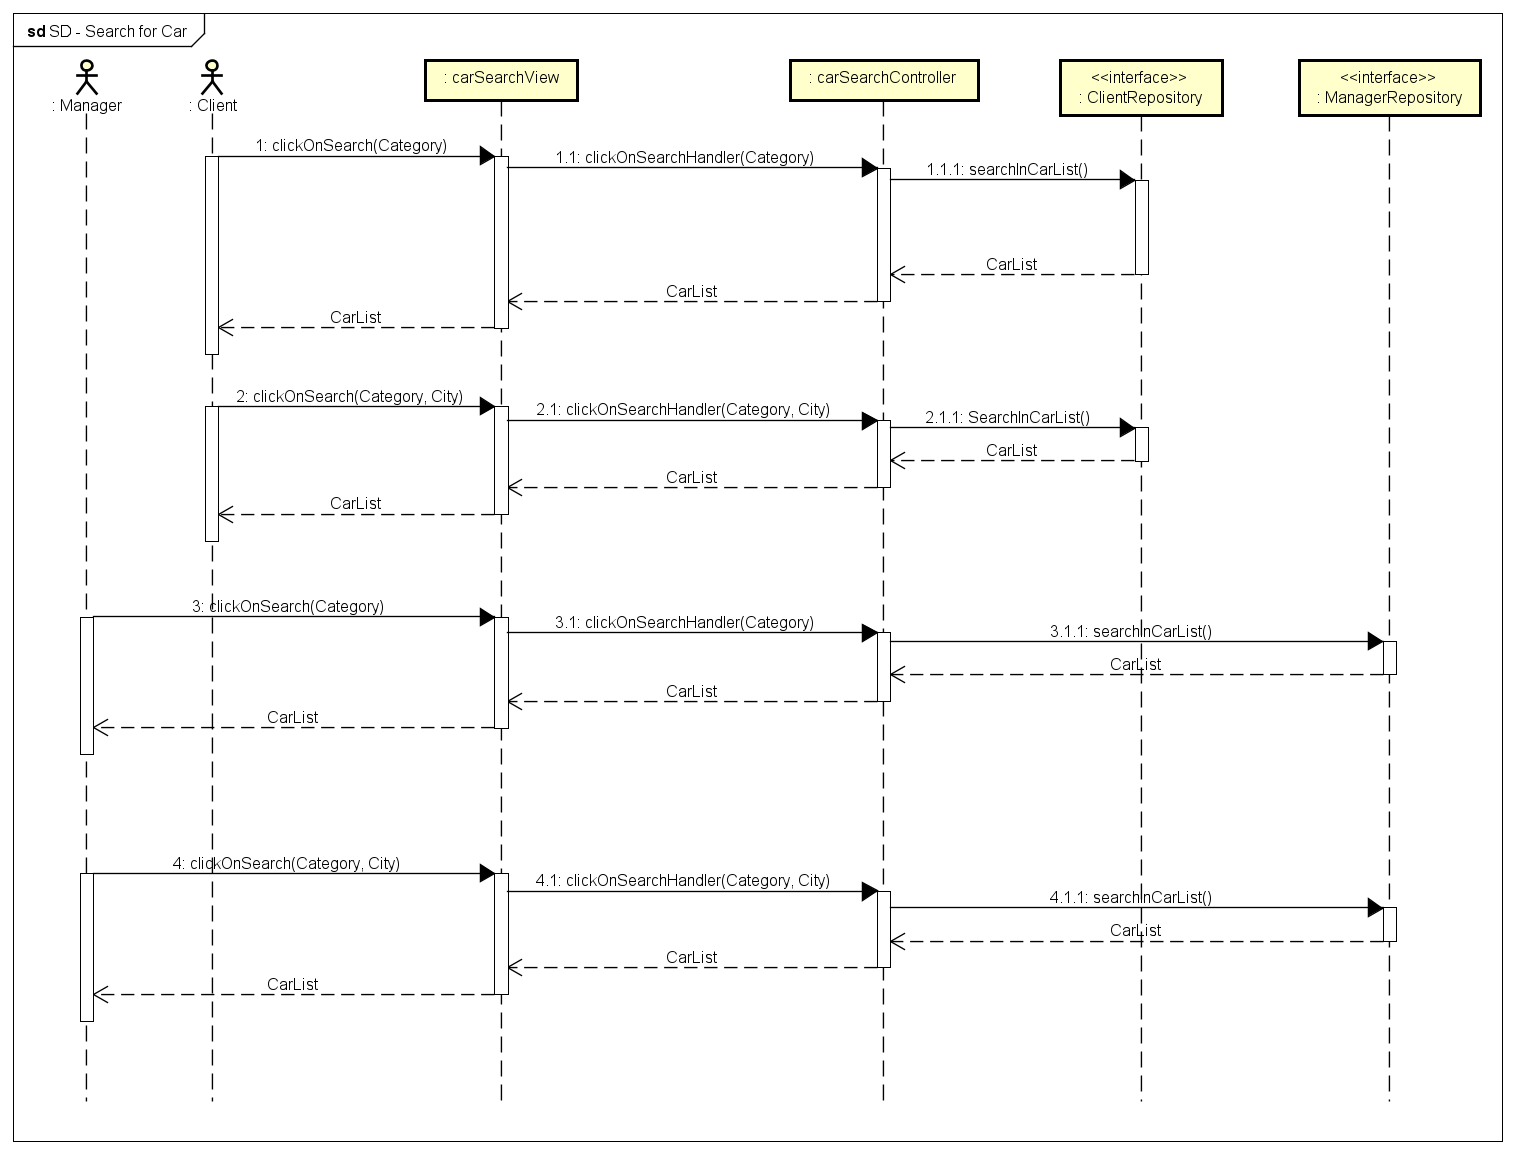 sd SD - Search for Car
: Manager
: Client
: carSearchView
: carSearchController
<<interface>>
: ClientRepository
<<interface>>
: ManagerRepository
1: clickOnSearch(Category)
1.1: clickOnSearchHandler(Category)
1.1.1: searchInCarList()
CarList
CarList
CarList
2: clickOnSearch(Category, City)
2.1: clickOnSearchHandler(Category, City)
2.1.1: SearchInCarList()
CarList
CarList
CarList
3: clickOnSearch(Category)
3.1: clickOnSearchHandler(Category)
3.1.1: searchInCarList()
CarList
CarList
CarList
4: clickOnSearch(Category, City)
4.1: clickOnSearchHandler(Category, City)
4.1.1: searchInCarList()
CarList
CarList
CarList